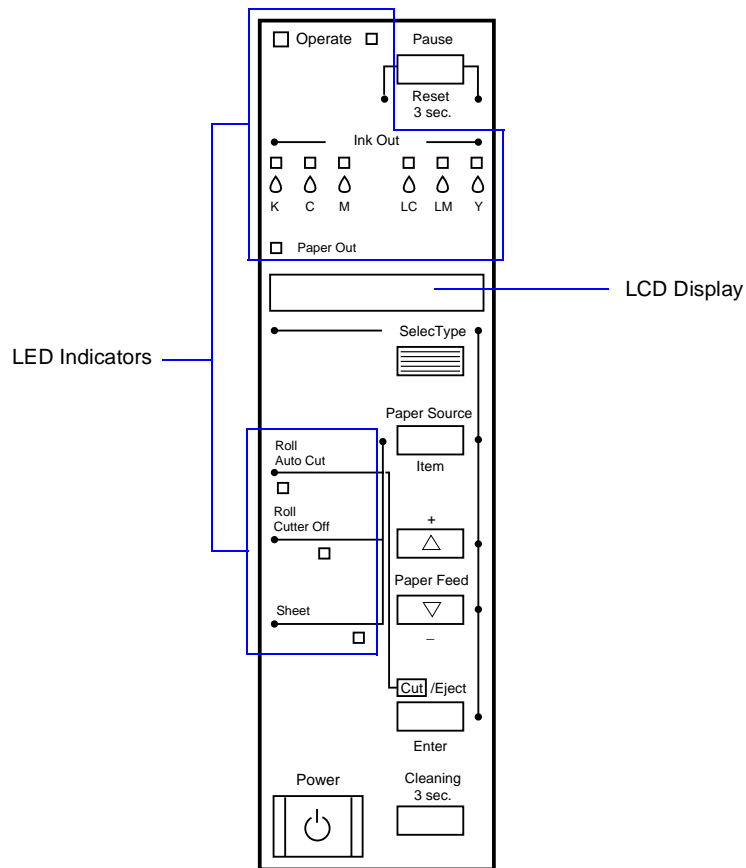 Operate
Pause
Reset
3 sec.
Ink Out
K C M LC LM Y
Paper Out
LCD Display
SelecType
LED Indicators
Paper Source
Item
Roll
Auto Cut
Roll
Cutter Off
+
Paper Feed
–
Sheet
Cut /Eject
Enter
Power
Cleaning
3 sec.